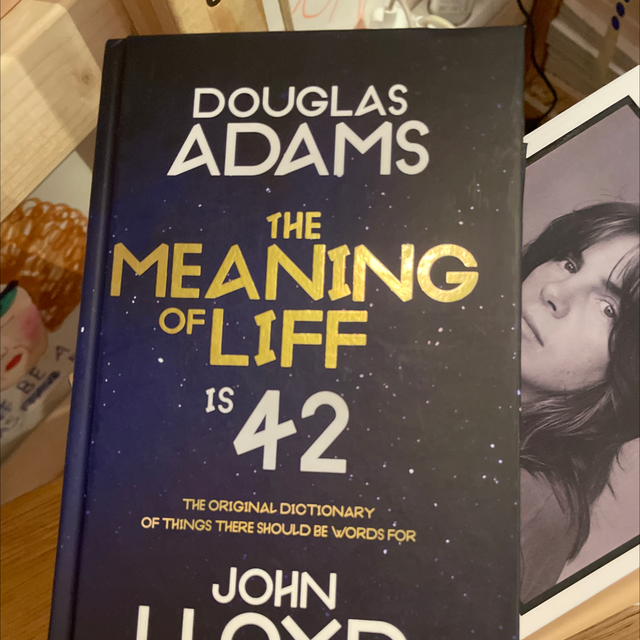 DOUGLAS
ADAMS
THE
MEANING
OF LIFF
IS 42
THE ORIGINAL DICTIONARY
OF THINGS THERE SHOULD BE WORDS FOR
JOHN
LLOYD